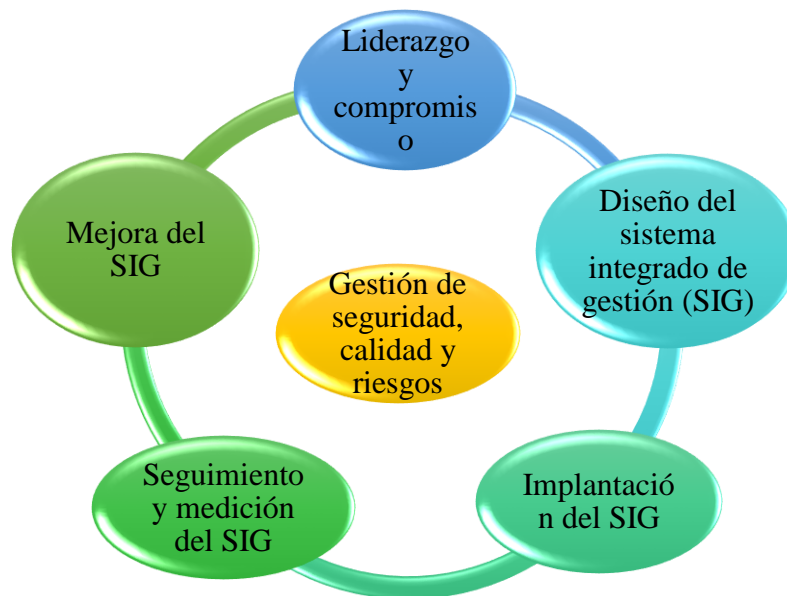 Liderazgo
y
compromis
o
Diseño del
sistema
integrado de
gestión (SIG)
Implantació
n del SIG
Seguimiento
y medición
del SIG
Mejora del
SIG
Gestión de
seguridad,
calidad y
riesgos